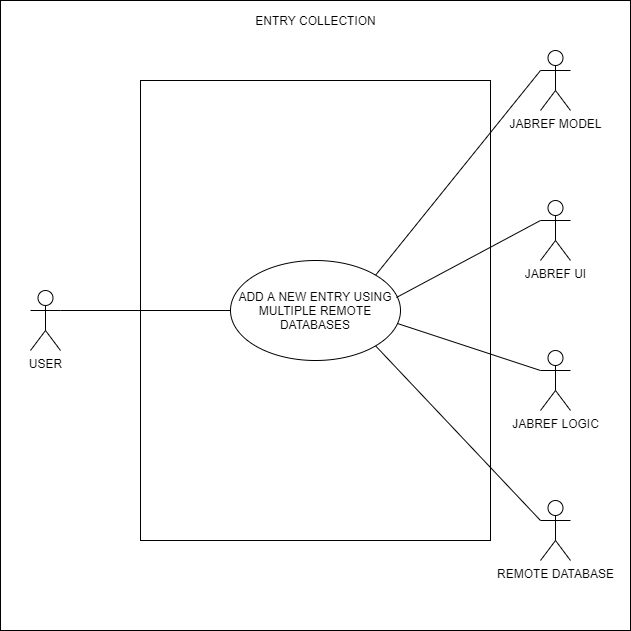 ENTRY COLLECTION
JABREF MODEL
JABREF UI
ADD A NEW ENTRY USING
MULTIPLE REMOTE
DATABASES
USER
JABREF LOGIC
REMOTE DATABASE